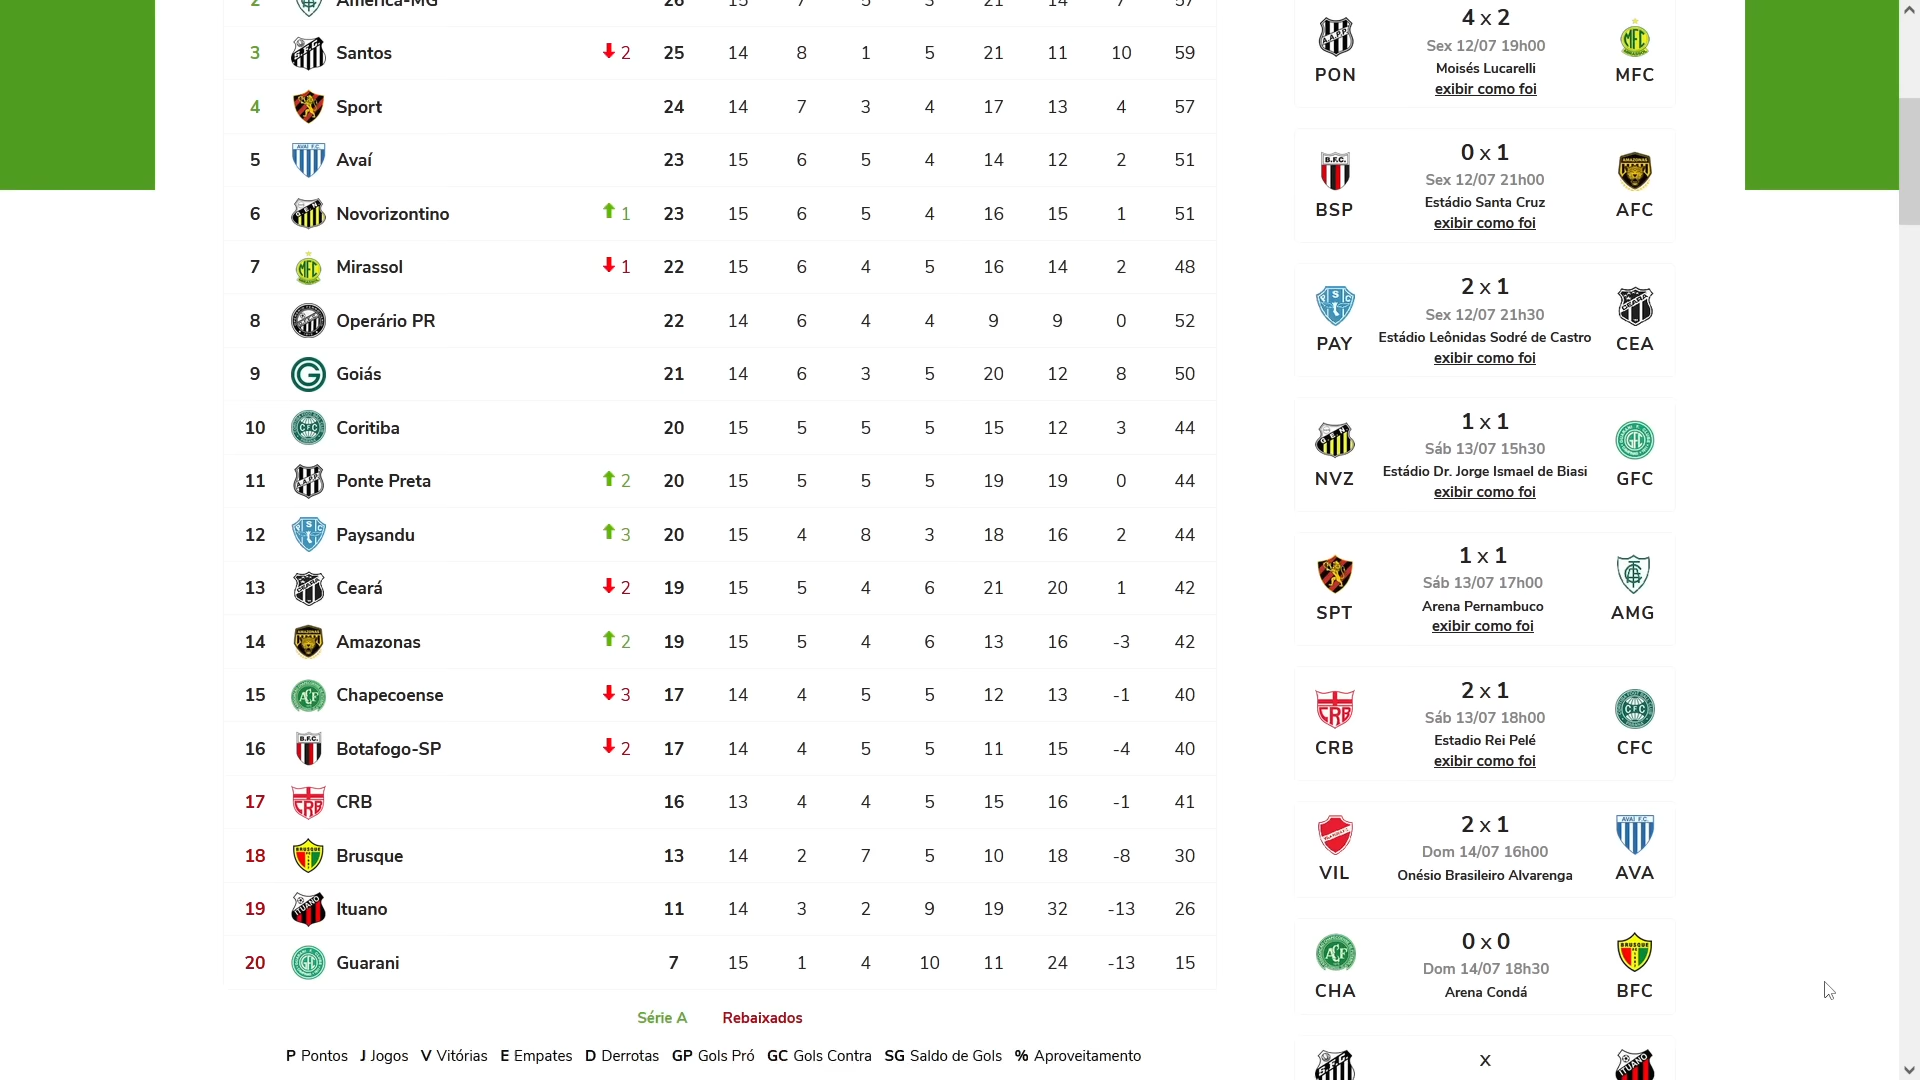 2 América-MG 26 15 7 5 3 21 14 7 57
3 Santos 2 25 14 8 1 5 21 11 10 59
4 Sport 24 14 7 3 4 17 13 4 57
5 Avaí 23 15 6 5 4 14 12 2 51
6 Novorizontino 1 23 15 6 5 4 16 15 1 51
7 Mirassol 1 22 15 6 4 5 16 14 2 48
8 Operário PR 22 14 6 4 4 9 9 0 52
9 Goiás 21 14 6 3 5 20 12 8 50
10 Coritiba 20 15 5 5 5 15 12 3 44
11 Ponte Preta 2 20 15 5 5 5 19 19 0 44
12 Paysandu 3 20 15 4 8 3 18 16 2 44
13 Ceará 2 19 15 5 4 6 21 20 1 42
14 Amazonas 2 19 15 5 4 6 13 16 -3 42
15 Chapecoense 3 17 14 4 5 5 12 13 -1 40
16 Botafogo-SP 2 17 14 4 5 5 11 15 -4 40
17 CRB 16 13 4 4 5 15 16 -1 41
18 Brusque 13 14 2 7 5 10 18 -8 30
19 Ituano 11 14 3 2 9 19 32 -13 26
20 Guarani 7 15 1 4 10 11 24 -13 15
Série A Rebaixados
P Pontos J Jogos V Vitórias E Empates D Derrotas GP Gols Pró GC Gols Contra SG Saldo de Gols % Aproveitamento
4 x 2
Sex 12/07 19h00
Moisés Lucarelli
PON MFC
exibir como foi
0 x 1
Sex 12/07 21h00
Estádio Santa Cruz
BSP AFC
exibir como foi
2 x 1
Sex 12/07 21h30
Estádio Leônidas Sodré de Castro
PAY CEA
exibir como foi
1 x 1
Sáb 13/07 15h30
Estádio Dr. Jorge Ismael de Biasi
NVZ GFC
exibir como foi
1 x 1
Sáb 13/07 17h00
Arena Pernambuco
SPT AMG
exibir como foi
2 x 1
Sáb 13/07 18h00
Estadio Rei Pelé
CRB CFC
exibir como foi
2 x 1
Dom 14/07 16h00
VIL AVA
Onésio Brasileiro Alvarenga
0 x 0
Dom 14/07 18h30
CHA BFC
Arena Condá
x